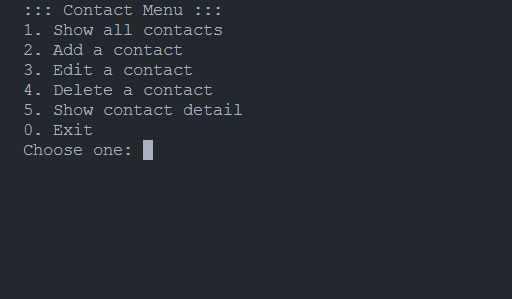 ::: Contact Menu :::
1. Show all contacts
2. Add a contact
3. Edit a contact
4. Delete a contact
5. Show contact detail
0. Exit
Choose one: